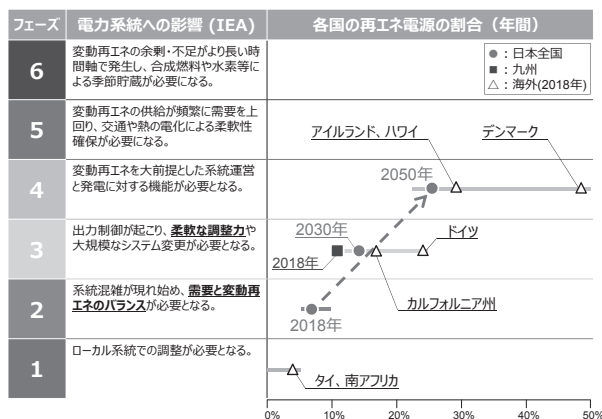 フェーズ 電力系統への影響 (IEA) 各国の再エネ電源の割合（年間）
6
変動再エネの余剰・不足がより長い時
間軸で発生し、合成燃料や水素等に
よる季節貯蔵が必要になる。
●：日本全国
■：九州
△：海外(2018年)
5
変動再エネの供給が頻繁に需要を上
回り、交通や熱の電化による柔軟性
確保が必要になる。
アイルランド、ハワイ デンマーク
4
変動再エネを大前提とした系統運営
と発電に対する機能が必要となる。
2050年
3
出力制御が起こり、柔軟な調整力や
大規模なシステム変更が必要となる。
2030年 ドイツ
2018年
2
系統混雑が現れ始め、需要と変動再
エネのバランスが必要となる。
カルフォルニア州
2018年
1
ローカル系統での調整が必要となる。
タイ、南アフリカ
0% 10% 20% 30% 40% 50%